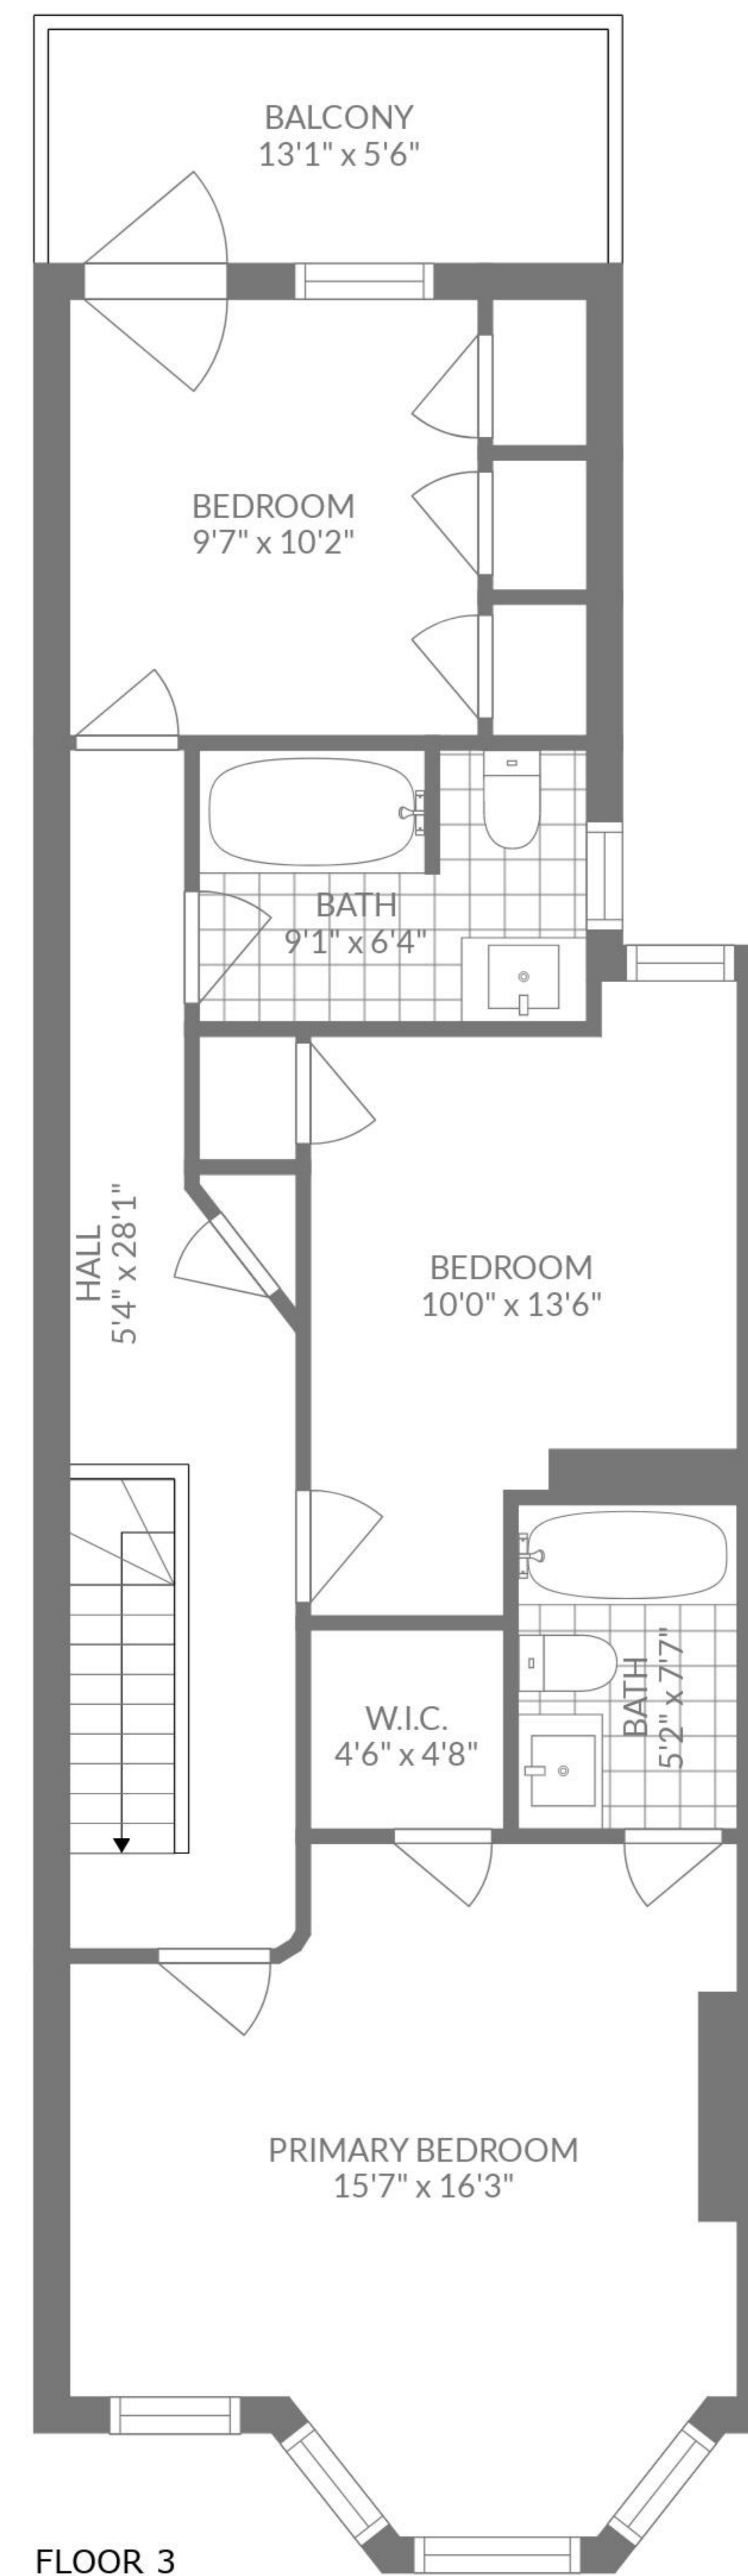 BALCONY
13'1" x 5'6"
BEDROOM
9'7" x 10'2"
BATH
9'1" x 6'4"
HALL
5'4" x 28'1"
BEDROOM
10'0" x 13'6"
BATH
5'2" x 7'7"
W.I.C.
4'6" x 4'8"
PRIMARY BEDROOM
15'7" x 16'3"
FLOOR 3